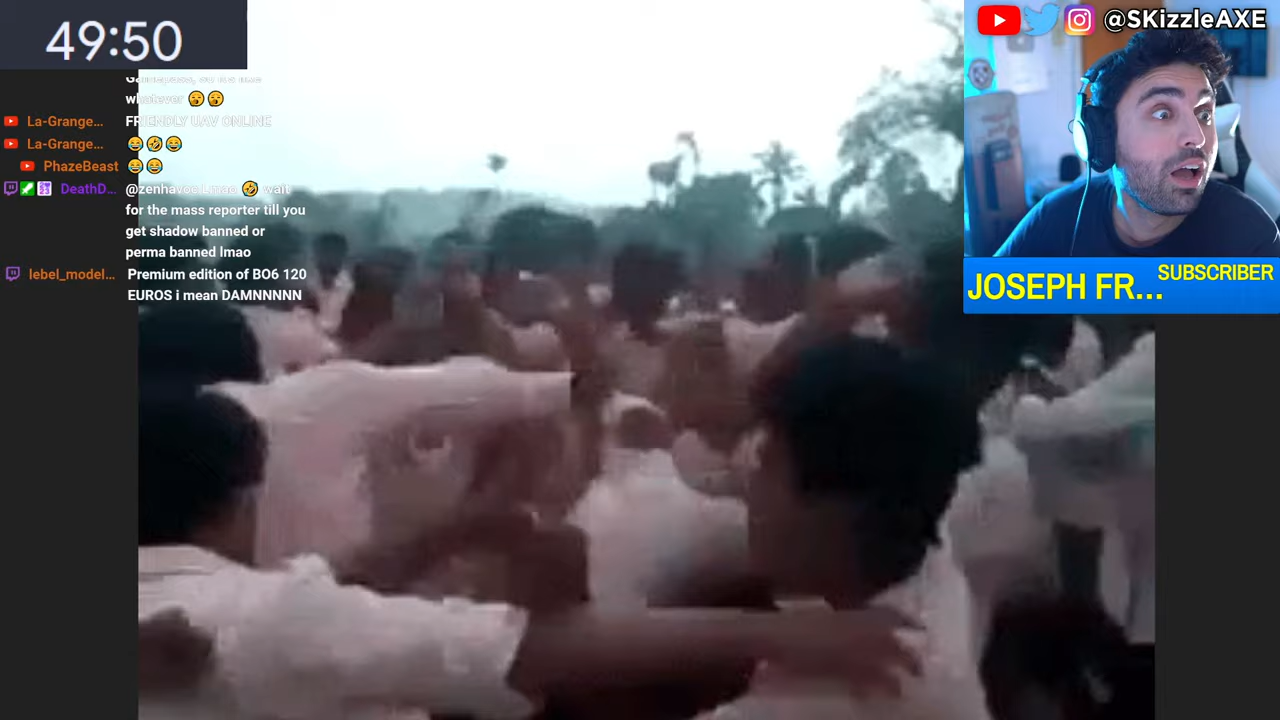 49:50
@SKizzleAXE
whatever 😴😴
La-Grange... FRIENDLY UAV ONLINE
La-Grange... 😂🤣😂
PhazeBeast 😂😂
DeathD... @zenhavoc Lmao 🤣 wait
for the mass reporter till you
get shadow banned or
perma banned lmao
lebel_model... Premium edition of BO6 120
EUROS i mean DAMNNNNN
JOSEPH FR... SUBSCRIBER